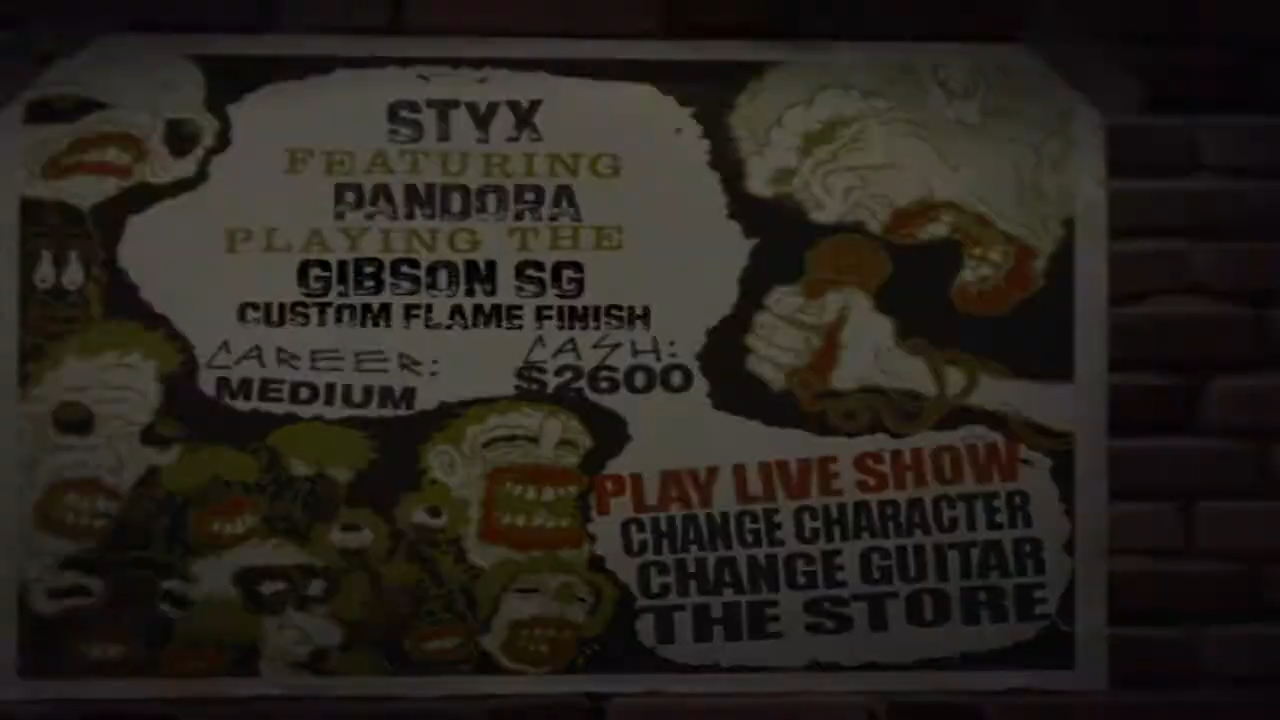 STYX
FEATURING
PANDORA
PLAYING THE
GIBSON SG
CUSTOM FLAME FINISH
CAREER:
MEDIUM
CASH:
$2600
PLAY LIVE SHOW
CHANGE CHARACTER
CHANGE GUITAR
THE STORE